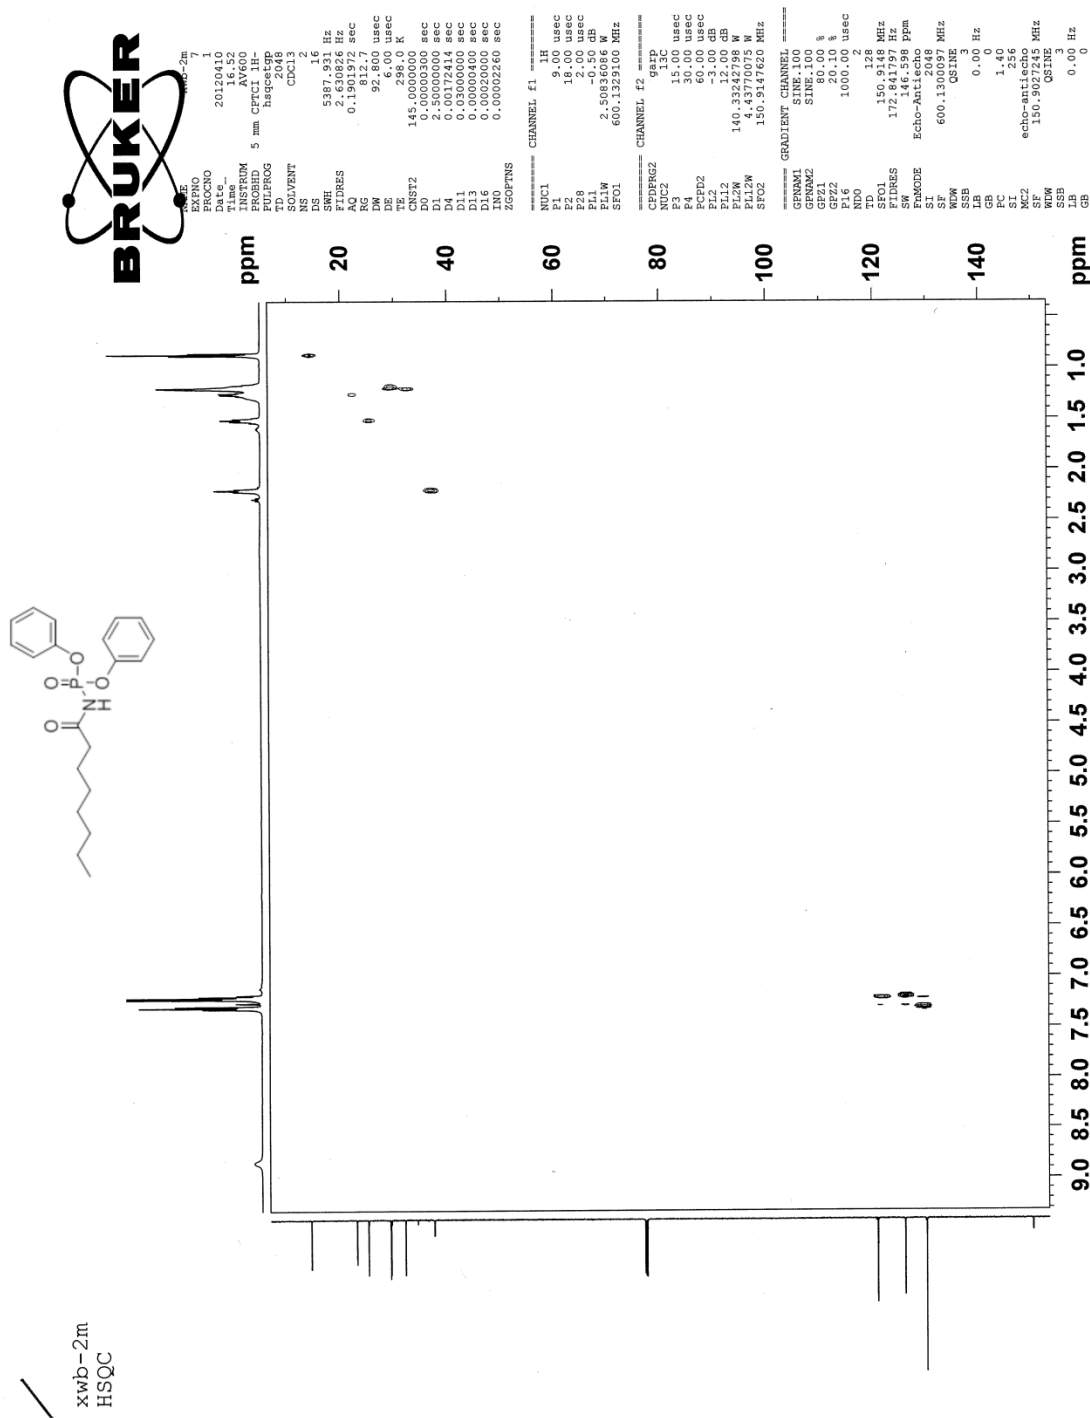 xwb-2m
HSQC
BRUKER
NAME xwb-2m
EXPNO 7
PROCNO 1
Date_ 20120410
Time 16.52
INSTRUM AV600
PROBHD 5 mm CPTCI 1H-
PULPROG hsqcetgp
TD 2048
SOLVENT CDCl3
NS 2
DS 16
SWH 5387.931 Hz
FIDRES 2.630826 Hz
AQ 0.1901972 sec
RG 812.7
DW 92.800 usec
DE 6.00 usec
TE 298.0 K
CNST2 145.0000000
D0 0.00000300 sec
D1 2.50000000 sec
D4 0.00172414 sec
D11 0.03000000 sec
D13 0.00000400 sec
D16 0.00020000 sec
IN0 0.00002260 sec
ZGOPTNS
======== CHANNEL f1 ========
NUC1 1H
P1 9.00 usec
P2 18.00 usec
P28 2.00 usec
PL1 -0.50 dB
PL1W 2.50836086 W
SFO1 600.1329100 MHz
======== CHANNEL f2 ========
CPDPRG2 garp
NUC2 13C
P3 15.00 usec
P4 30.00 usec
PCPD2 60.00 usec
PL2 -3.00 dB
PL12 12.00 dB
PL2W 140.33242798 W
PL12W 4.43770075 W
SFO2 150.9147620 MHz
====== GRADIENT CHANNEL =====
GPNAM1 SINE.100
GPNAM2 SINE.100
GPZ1 80.00 %
GPZ2 20.10 %
P16 1000.00 usec
ND0 2
TD 128
SFO1 150.9148 MHz
FIDRES 172.841797 Hz
SW 146.598 ppm
FnMODE Echo-Antiecho
SI 2048
SF 600.1300097 MHz
WDW QSINE
SSB 3
LB 0.00 Hz
GB 0
PC 1.40
SI 256
MC2 echo-antiecho
SF 150.9027245 MHz
WDW QSINE
SSB 3
LB 0.00 Hz
GB 0
O
O
O
P
O
N
H
ppm
20
40
60
80
100
120
140
9.0 8.5 8.0 7.5 7.0 6.5 6.0 5.5 5.0 4.5 4.0 3.5 3.0 2.5 2.0 1.5 1.0 ppm